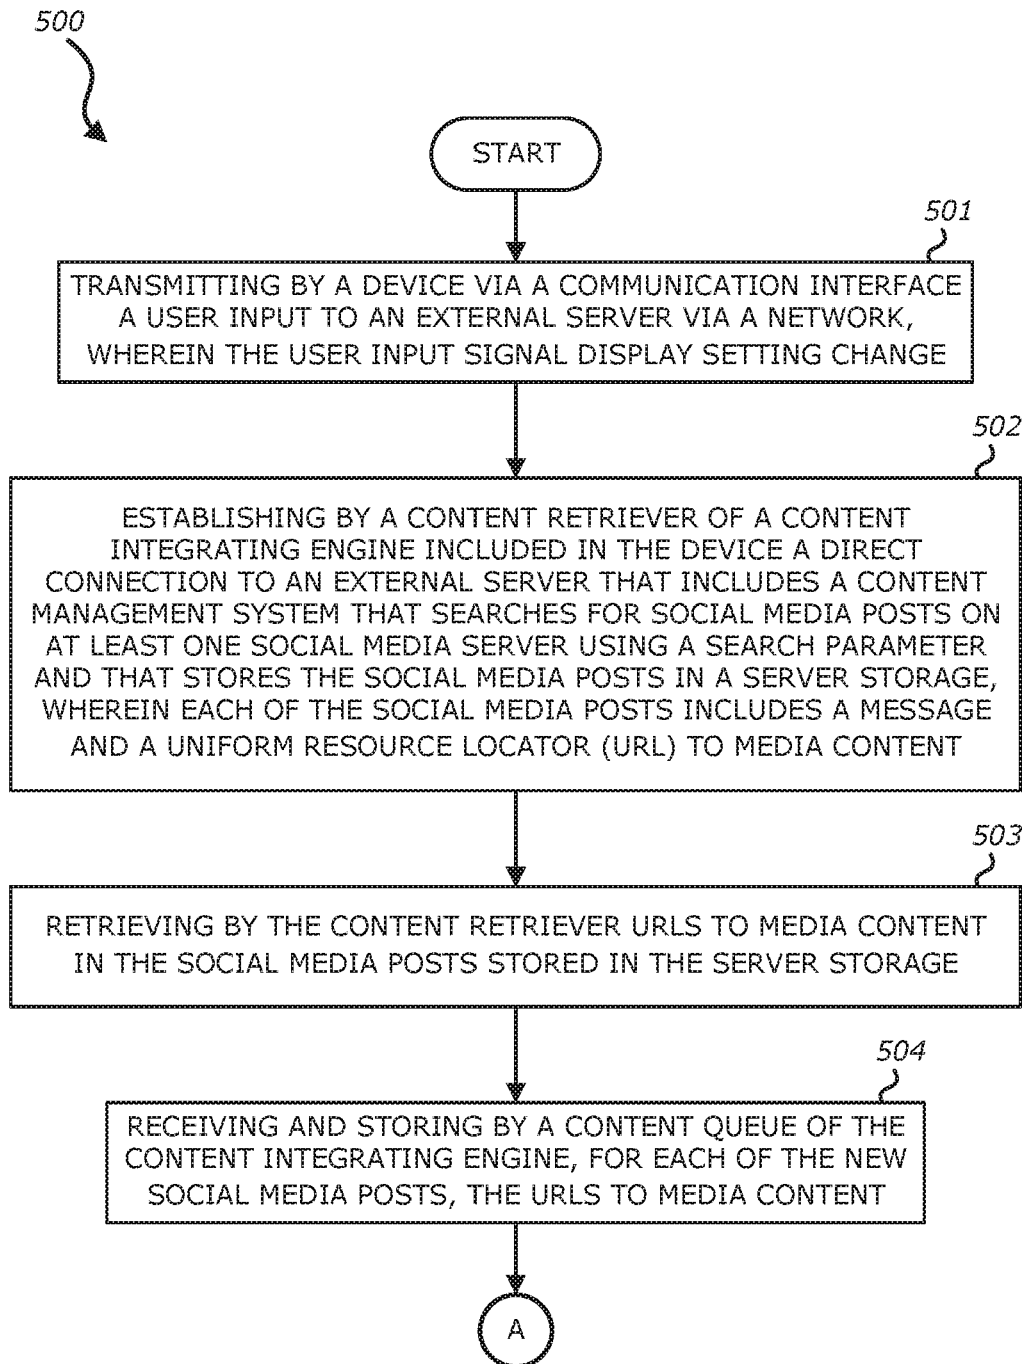 500
START
501
TRANSMITTING BY A DEVICE VIA A COMMUNICATION INTERFACE
A USER INPUT TO AN EXTERNAL SERVER VIA A NETWORK,
WHEREIN THE USER INPUT SIGNAL DISPLAY SETTING CHANGE
502
ESTABLISHING BY A CONTENT RETRIEVER OF A CONTENT
INTEGRATING ENGINE INCLUDED IN THE DEVICE A DIRECT
CONNECTION TO AN EXTERNAL SERVER THAT INCLUDES A CONTENT
MANAGEMENT SYSTEM THAT SEARCHES FOR SOCIAL MEDIA POSTS ON
AT LEAST ONE SOCIAL MEDIA SERVER USING A SEARCH PARAMETER
AND THAT STORES THE SOCIAL MEDIA POSTS IN A SERVER STORAGE,
WHEREIN EACH OF THE SOCIAL MEDIA POSTS INCLUDES A MESSAGE
AND A UNIFORM RESOURCE LOCATOR (URL) TO MEDIA CONTENT
503
RETRIEVING BY THE CONTENT RETRIEVER URLS TO MEDIA CONTENT
IN THE SOCIAL MEDIA POSTS STORED IN THE SERVER STORAGE
504
RECEIVING AND STORING BY A CONTENT QUEUE OF THE
CONTENT INTEGRATING ENGINE, FOR EACH OF THE NEW
SOCIAL MEDIA POSTS, THE URLS TO MEDIA CONTENT
A